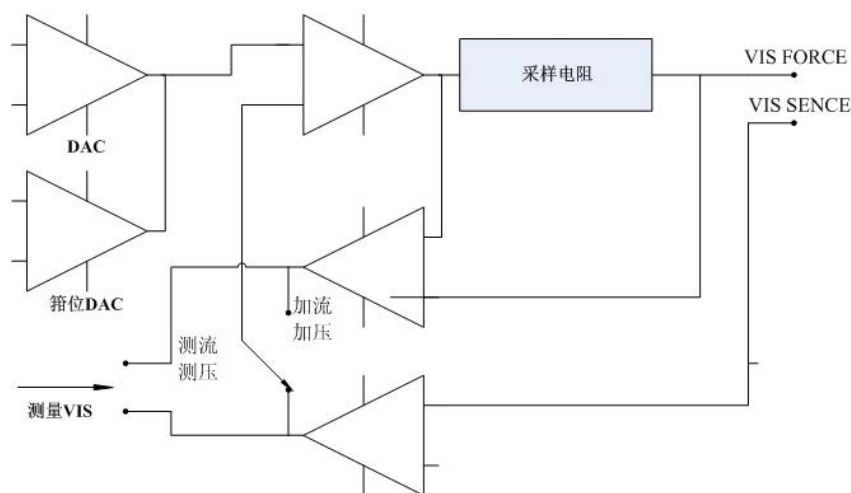 DAC
箝位DAC
采样电阻
VIS FORCE
VIS SENCE
加流
加压
测流
测压
测量VIS